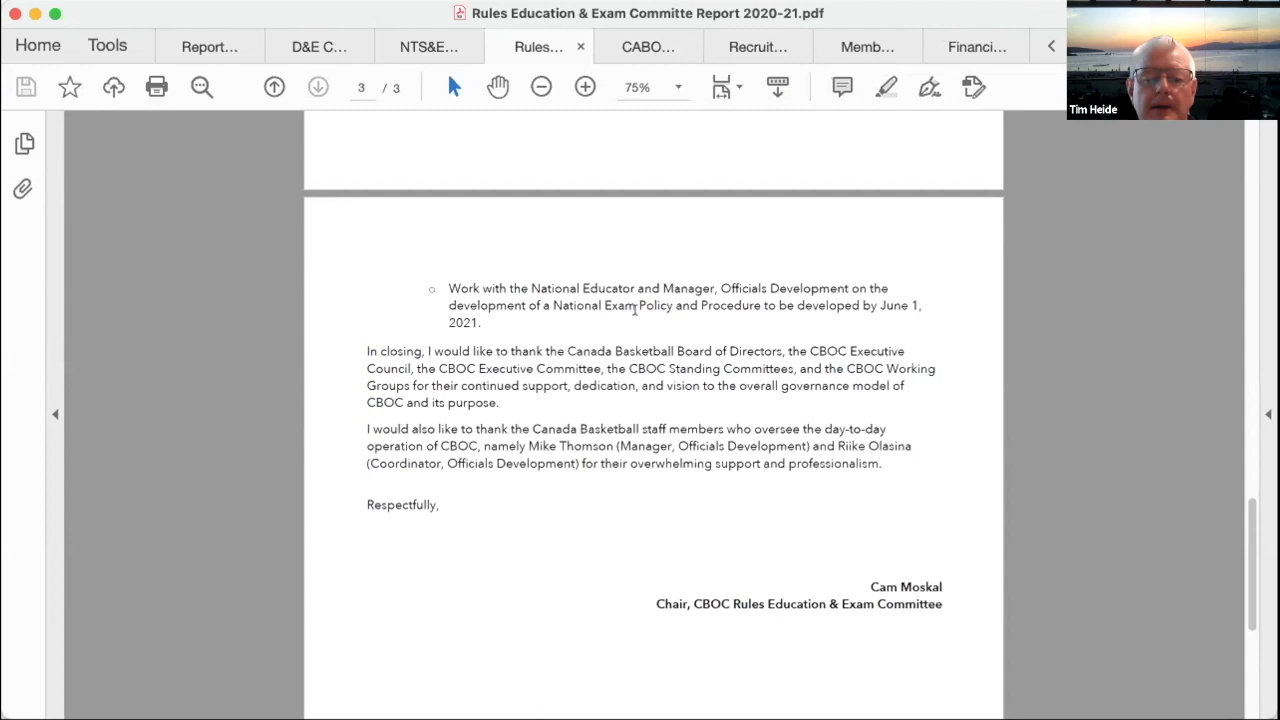 Rules Education & Exam Committe Report 2020-21.pdf
Home Tools Report... D&E C... NTS&E... Rules... × CABO... Recruit... Memb... Financi...
3 / 3 75%
Tim Heide
○ Work with the National Educator and Manager, Officials Development on the
development of a National Exam Policy and Procedure to be developed by June 1,
2021.
In closing, I would like to thank the Canada Basketball Board of Directors, the CBOC Executive
Council, the CBOC Executive Committee, the CBOC Standing Committees, and the CBOC Working
Groups for their continued support, dedication, and vision to the overall governance model of
CBOC and its purpose.
I would also like to thank the Canada Basketball staff members who oversee the day-to-day
operation of CBOC, namely Mike Thomson (Manager, Officials Development) and Riike Olasina
(Coordinator, Officials Development) for their overwhelming support and professionalism.
Respectfully,
Cam Moskal
Chair, CBOC Rules Education & Exam Committee